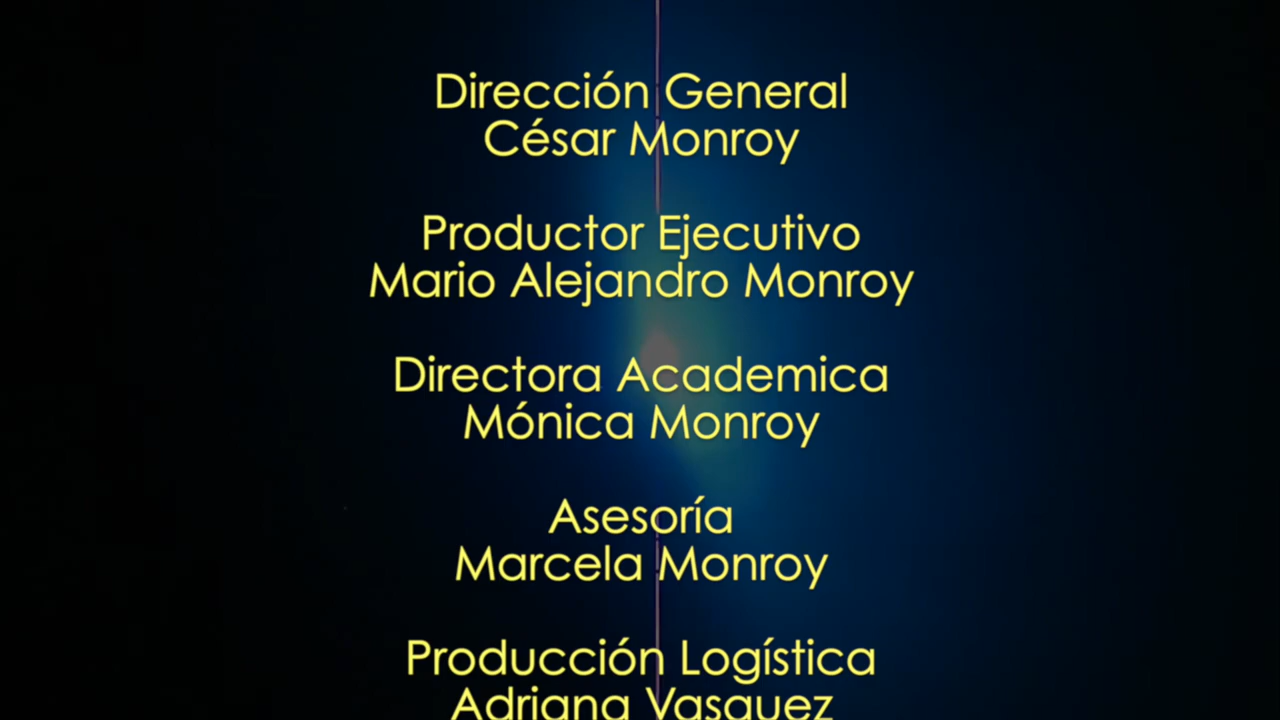 Dirección General
César Monroy
Productor Ejecutivo
Mario Alejandro Monroy
Directora Academica
Mónica Monroy
Asesoría
Marcela Monroy
Producción Logística
Adriana Vasquez